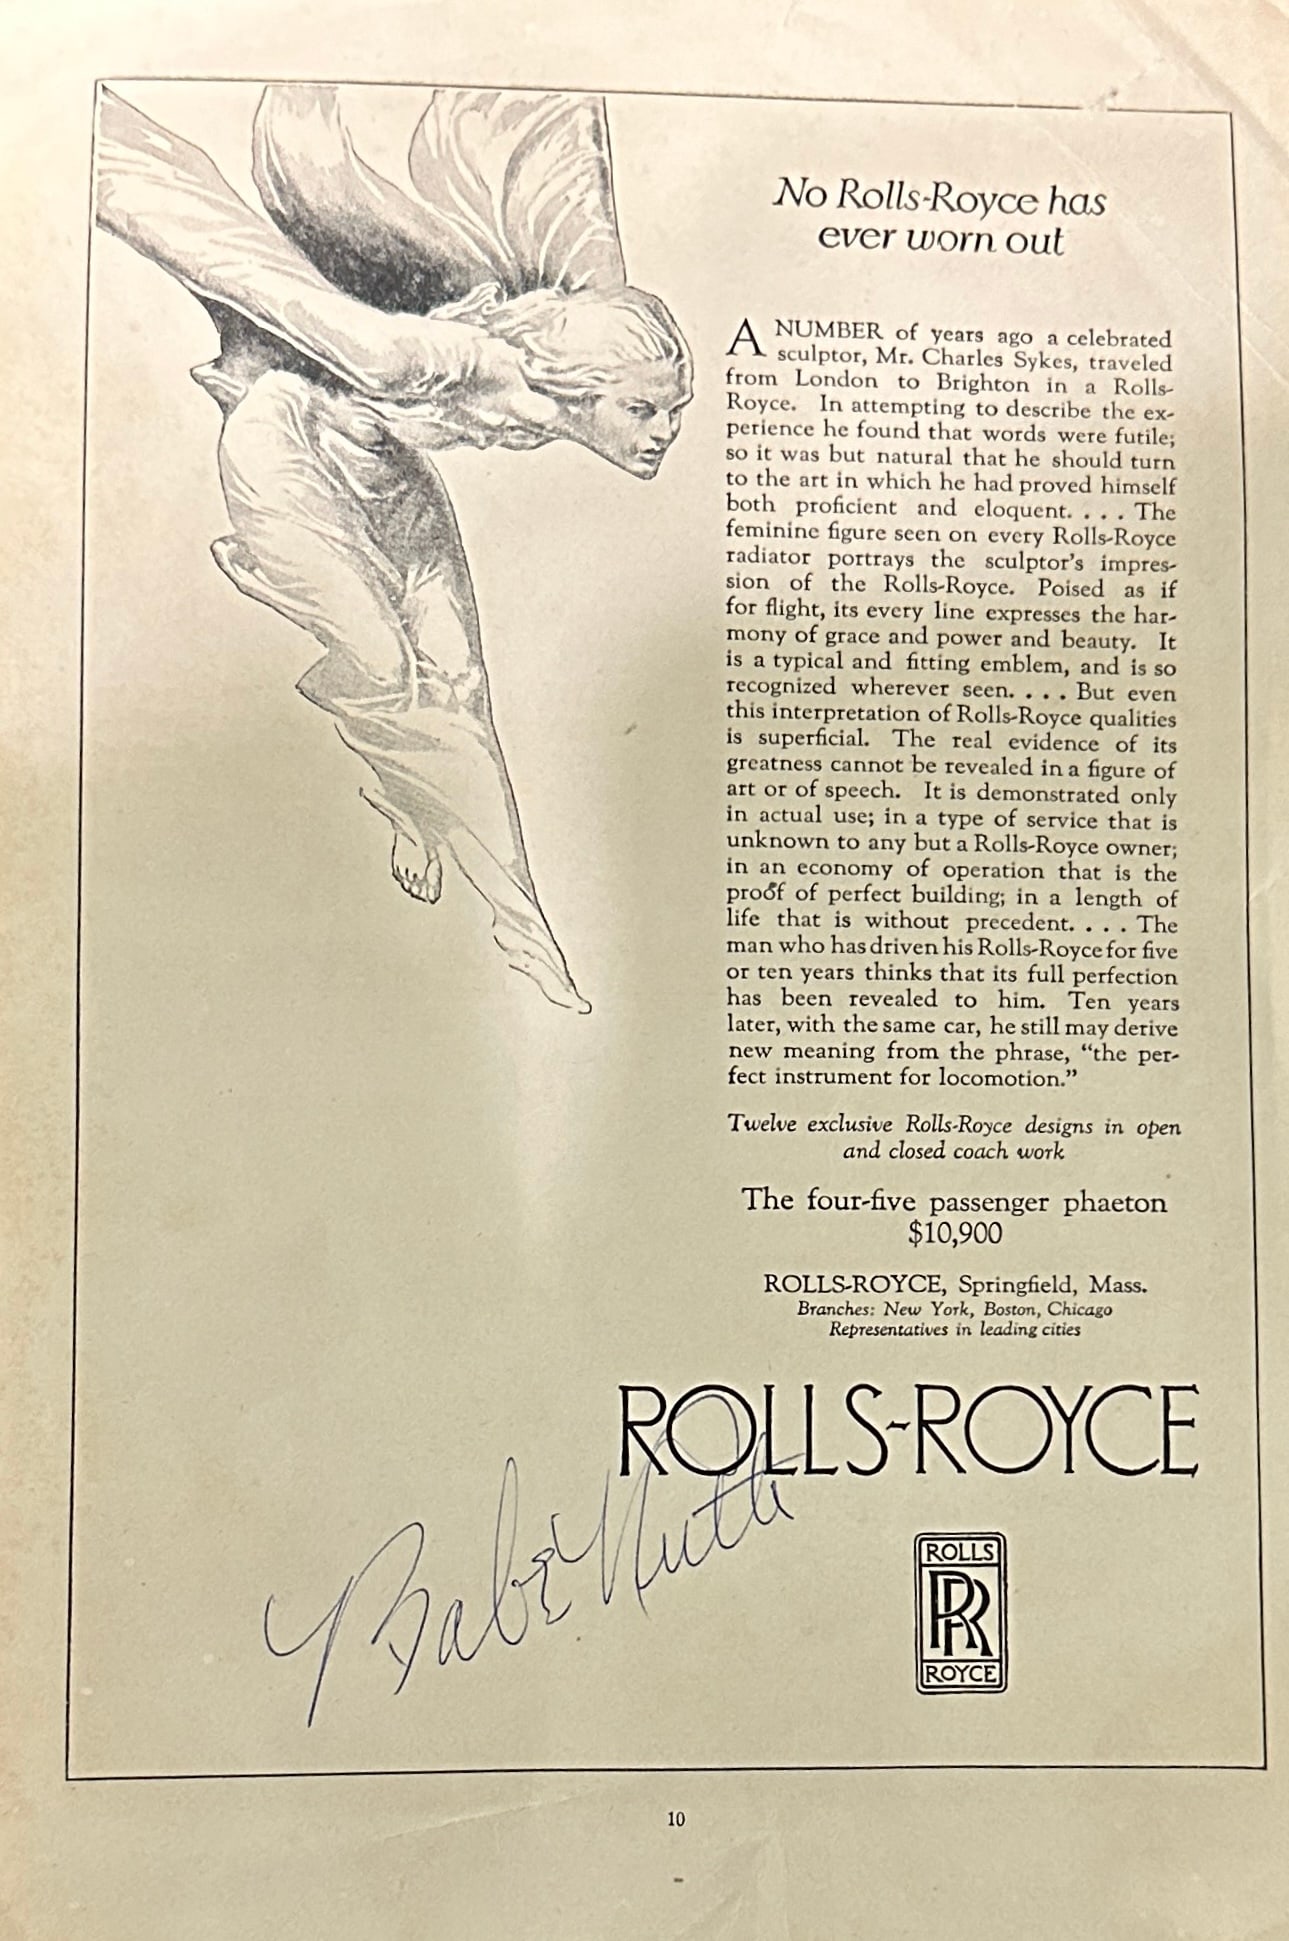 No Rolls-Royce has
ever worn out
A NUMBER of years ago a celebrated
sculptor, Mr. Charles Sykes, traveled
from London to Brighton in a Rolls-
Royce. In attempting to describe the ex-
perience he found that words were futile;
so it was but natural that he should turn
to the art in which he had proved himself
both proficient and eloquent. . . . The
feminine figure seen on every Rolls-Royce
radiator portrays the sculptor's impres-
sion of the Rolls-Royce. Poised as if
for flight, its every line expresses the har-
mony of grace and power and beauty. It
is a typical and fitting emblem, and is so
recognized wherever seen. . . . But even
this interpretation of Rolls-Royce qualities
is superficial. The real evidence of its
greatness cannot be revealed in a figure of
art or of speech. It is demonstrated only
in actual use; in a type of service that is
unknown to any but a Rolls-Royce owner;
in an economy of operation that is the
proof of perfect building; in a length of
life that is without precedent. . . . The
man who has driven his Rolls-Royce for five
or ten years thinks that its full perfection
has been revealed to him. Ten years
later, with the same car, he still may derive
new meaning from the phrase, “the per-
fect instrument for locomotion.”
Twelve exclusive Rolls-Royce designs in open
and closed coach work
The four-five passenger phaeton
$10,900
ROLLS-ROYCE, Springfield, Mass.
Branches: New York, Boston, Chicago
Representatives in leading cities
ROLLS-ROYCE
Babe Ruth
ROLLS
RR
ROYCE
10